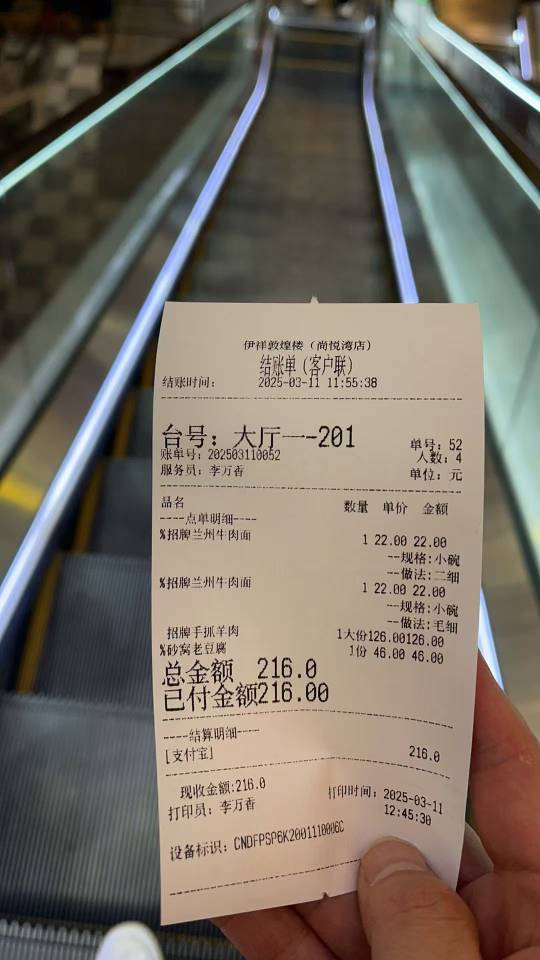 伊祥敦煌楼（尚悦湾店）
结账单（客户联）
结账时间： 2025-03-11 11:55:38
台号：大厅一-201
单号：52
账单号：202503110052 人数：4
服务员：李万香 单位：元
品名 数量 单价 金额
----点单明细----
%招牌兰州牛肉面 1 22.00 22.00
--规格:小碗
--做法:二细
%招牌兰州牛肉面 1 22.00 22.00
--规格:小碗
--做法:毛细
招牌手抓羊肉 1大份126.00126.00
%砂窝老豆腐 1份 46.00 46.00
总金额 216.0
已付金额216.00
-----结算明细-----
[支付宝] 216.0
现收金额:216.0
打印员：李万香 打印时间：2025-03-11
12:45:30
设备标识：CNDFPSP6K2001110006C